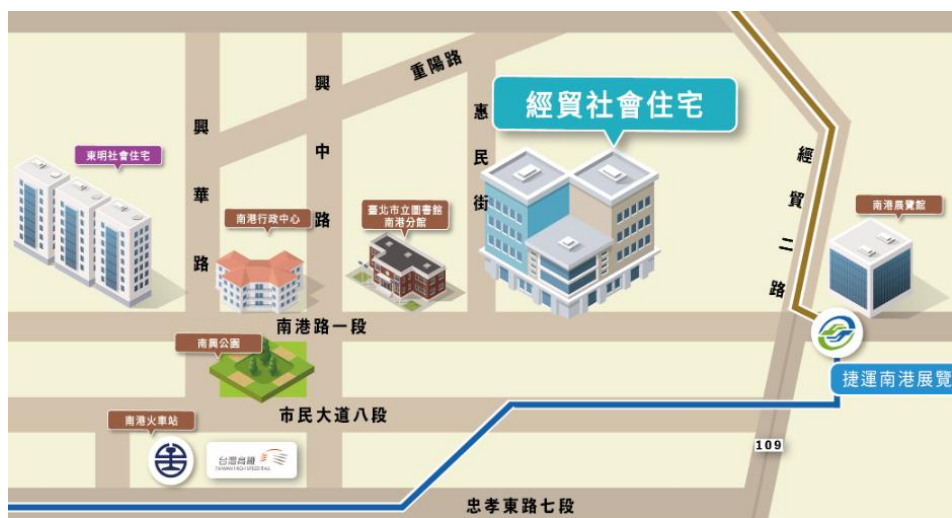 重陽路
興中路
惠民街
經貿社會住宅
興華路
經貿二路
東明社會住宅
南港行政中心
臺北市立圖書館
南港分館
南港展覽館
南港路一段
南興公園
捷運南港展覽
市民大道八段
南港火車站
台灣高鐵
TAIWAN HIGH SPEED RAIL
109
忠孝東路七段